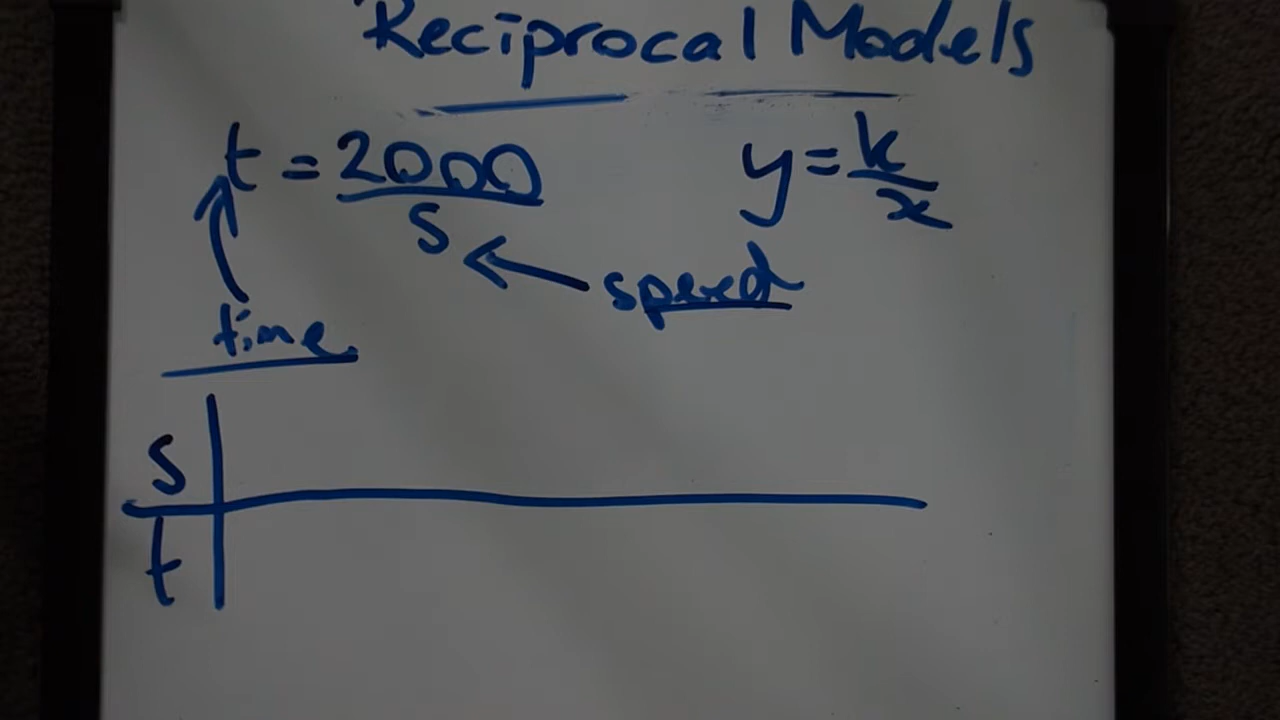 Reciprocal Models
t = 2000/s y = k/x
speed
time
s
t